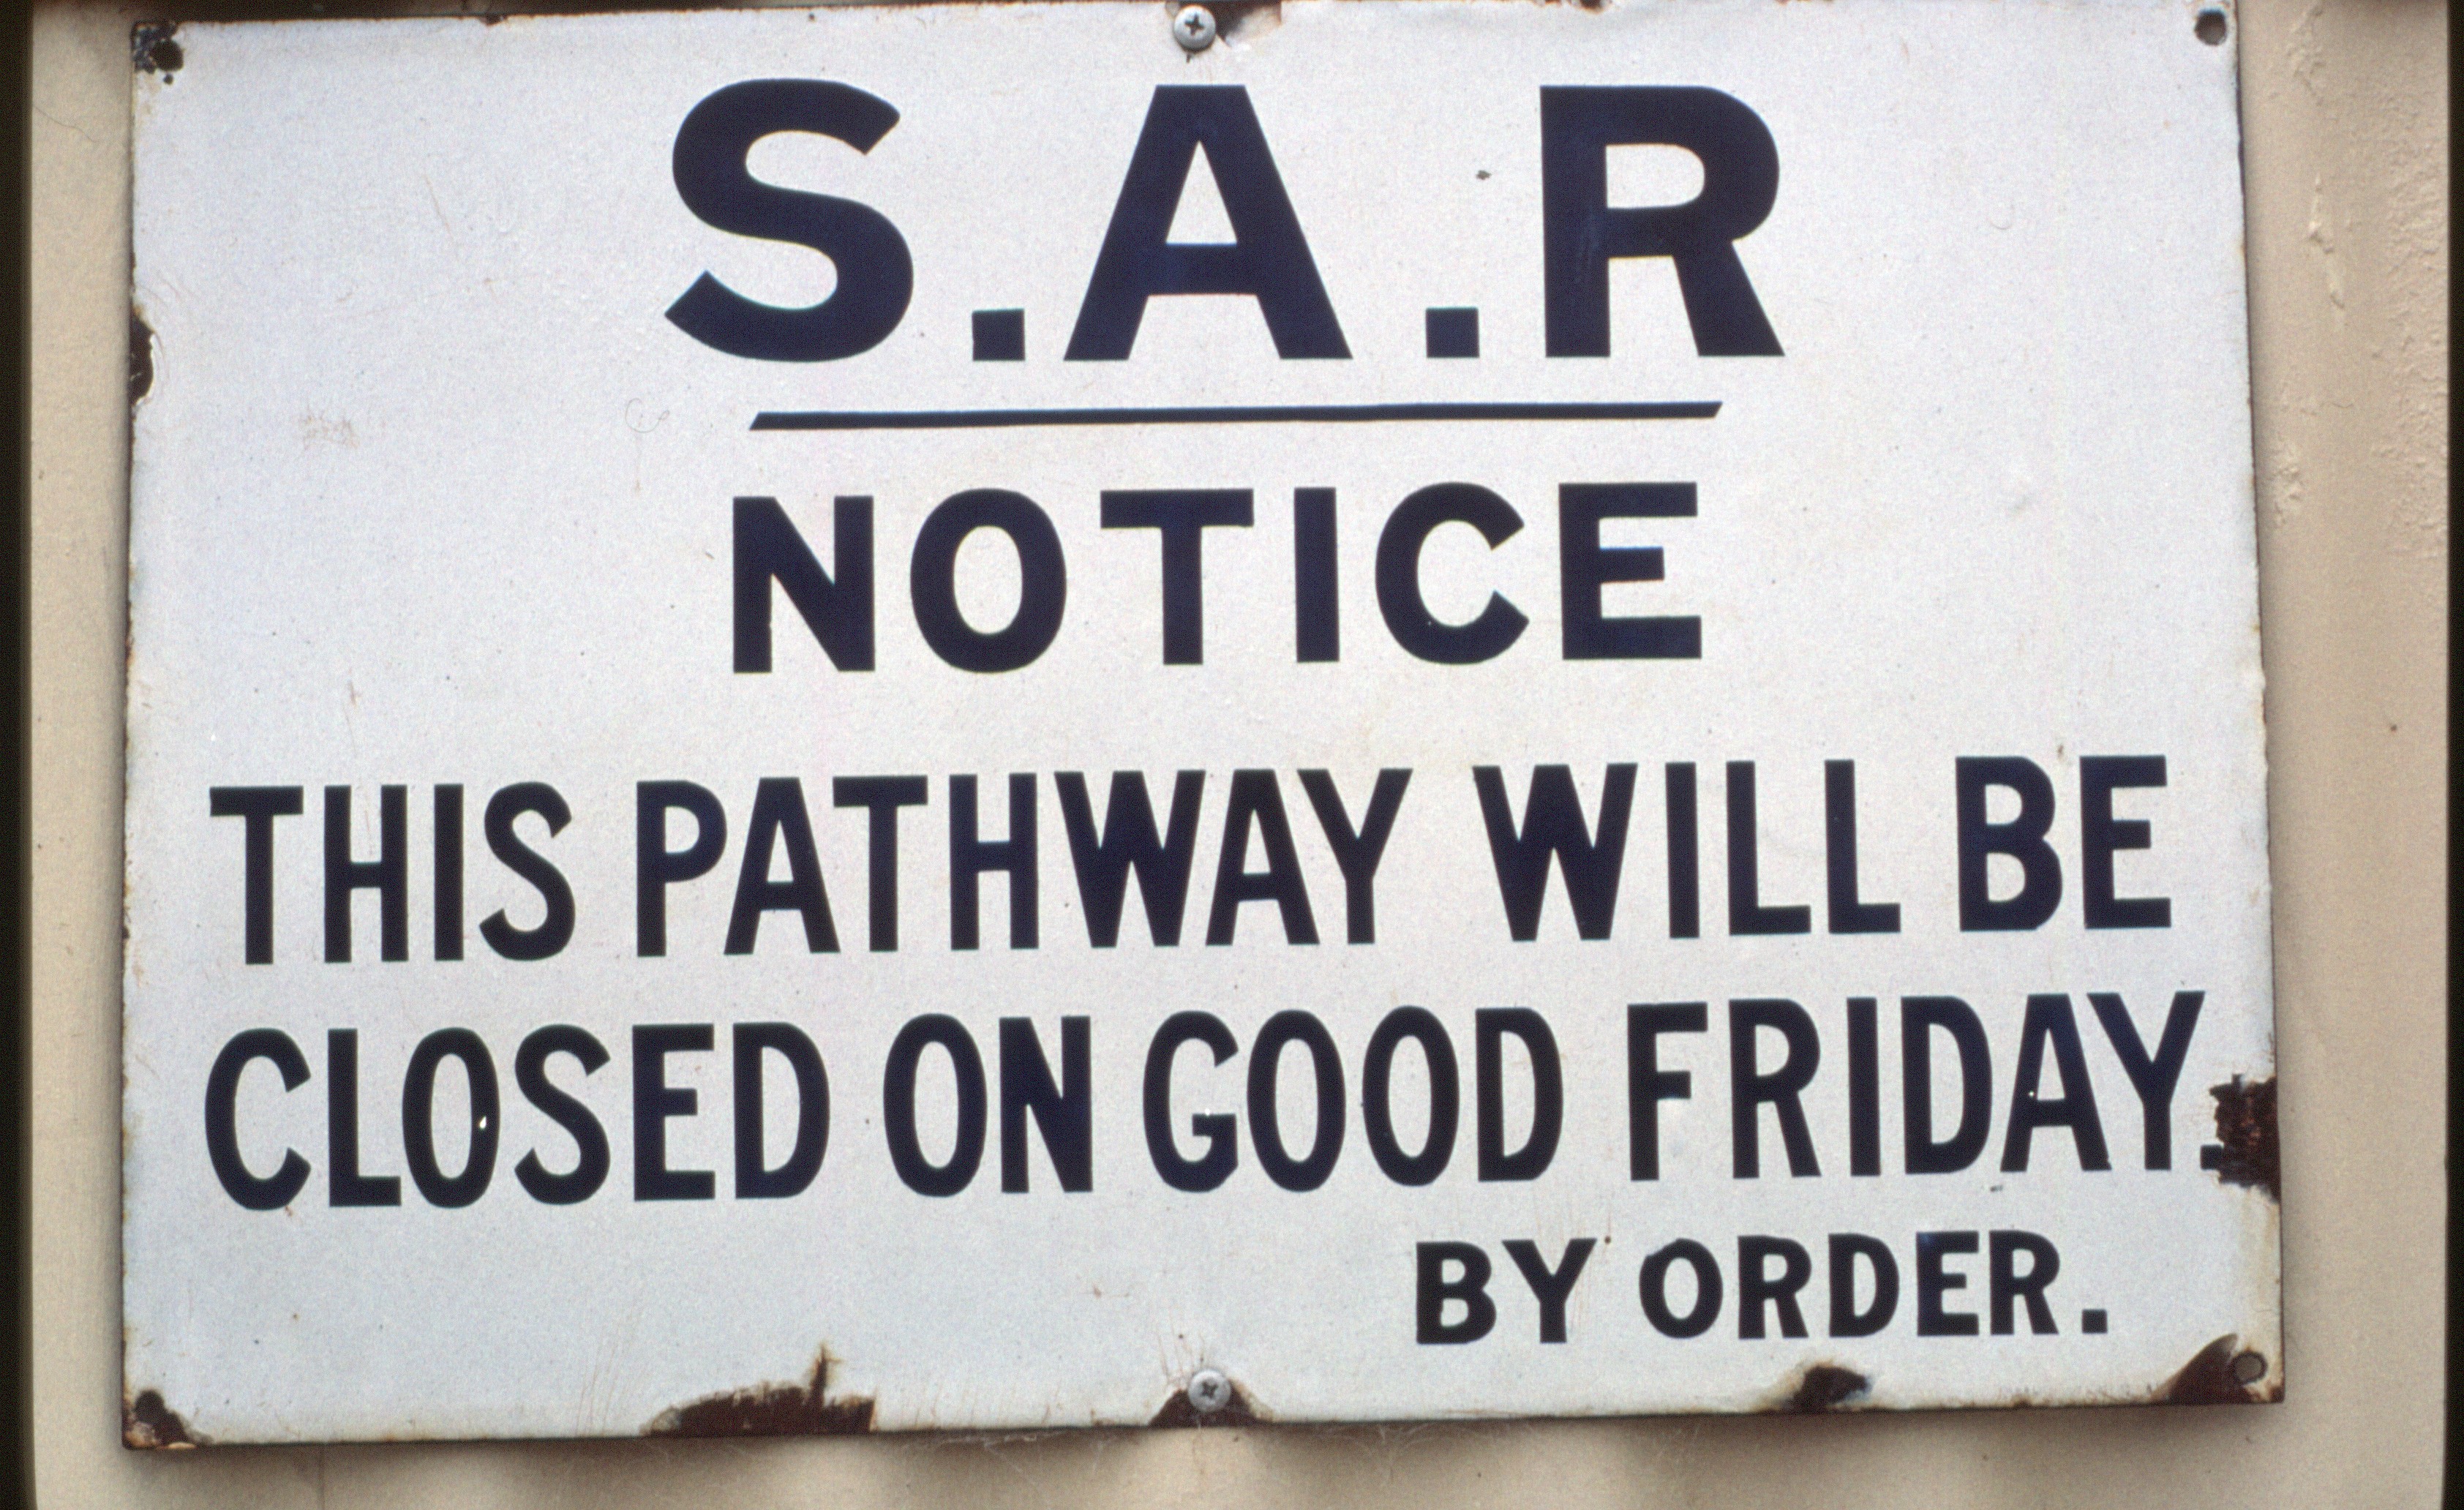 S.A.R
NOTICE
THIS PATHWAY WILL BE
CLOSED ON GOOD FRIDAY.
BY ORDER.